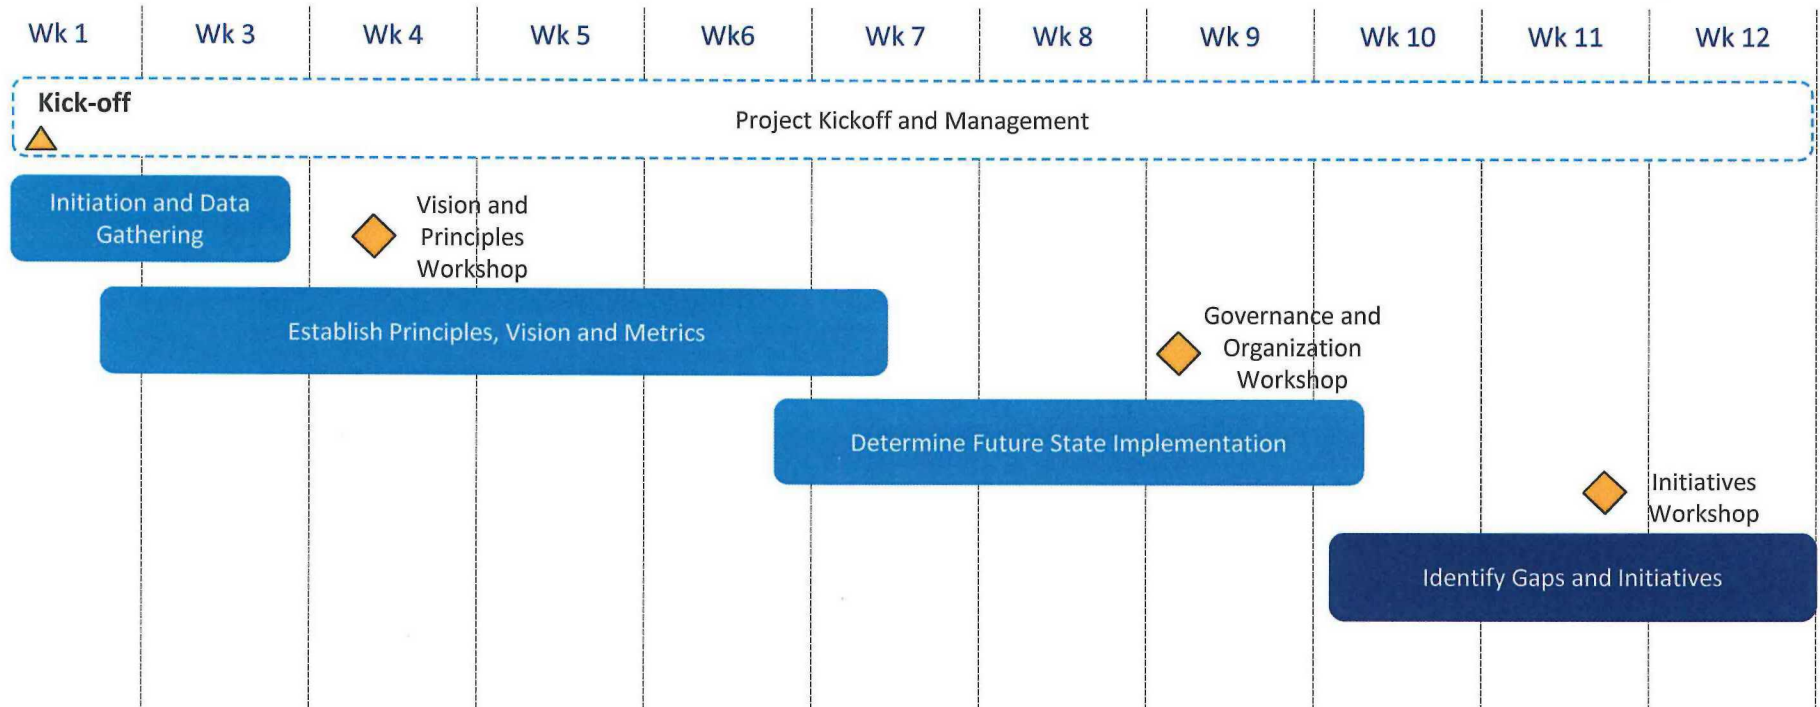 Wk 1 Wk 3 Wk 4 Wk 5 Wk6 Wk 7 Wk 8 Wk 9 Wk 10 Wk 11 Wk 12
Kick-off
Project Kickoff and Management
Initiation and Data
Gathering
Vision and
Principles
Workshop
Establish Principles, Vision and Metrics
Governance and
Organization
Workshop
Determine Future State Implementation
Initiatives
Workshop
Identify Gaps and Initiatives